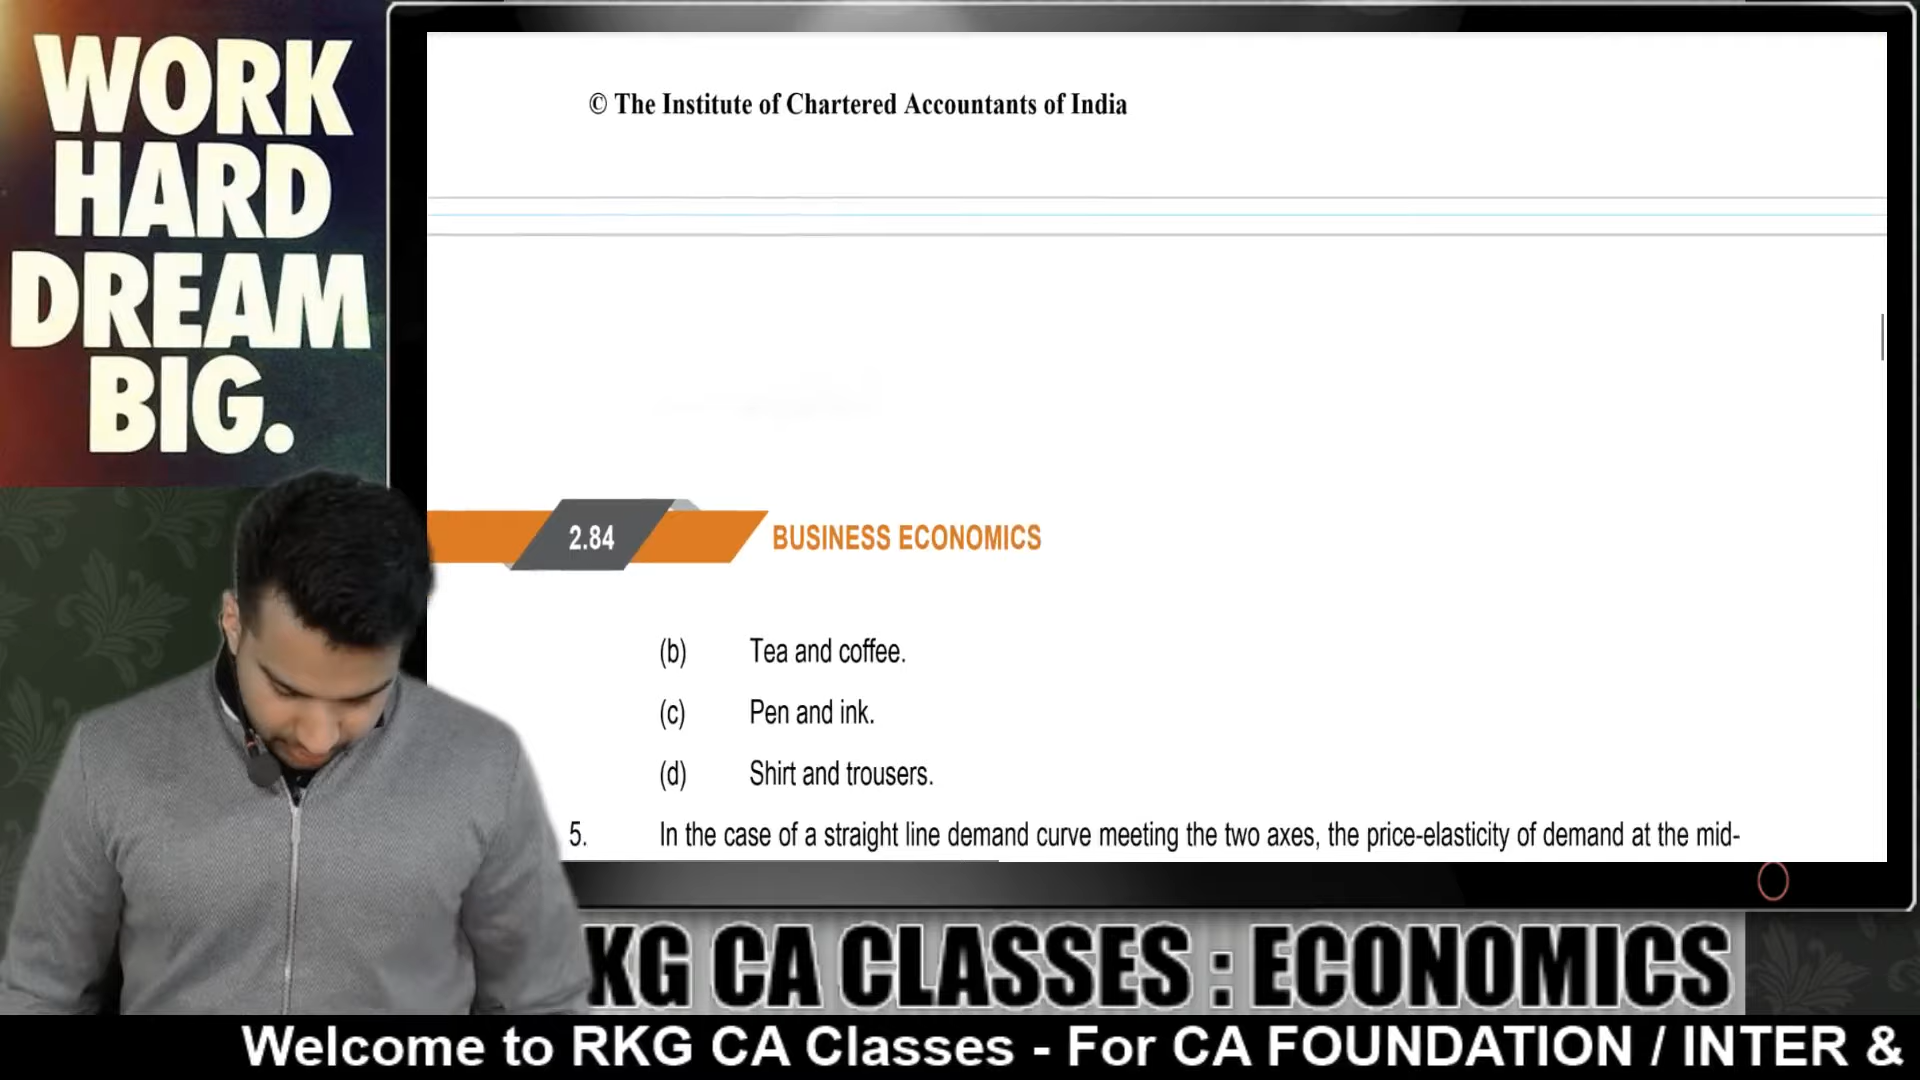 WORK
HARD
DREAM
BIG.
© The Institute of Chartered Accountants of India
2.84 BUSINESS ECONOMICS
(b) Tea and coffee.
(c) Pen and ink.
(d) Shirt and trousers.
5. In the case of a straight line demand curve meeting the two axes, the price-elasticity of demand at the mid-
KG CA CLASSES : ECONOMICS
Welcome to RKG CA Classes - For CA FOUNDATION / INTER &